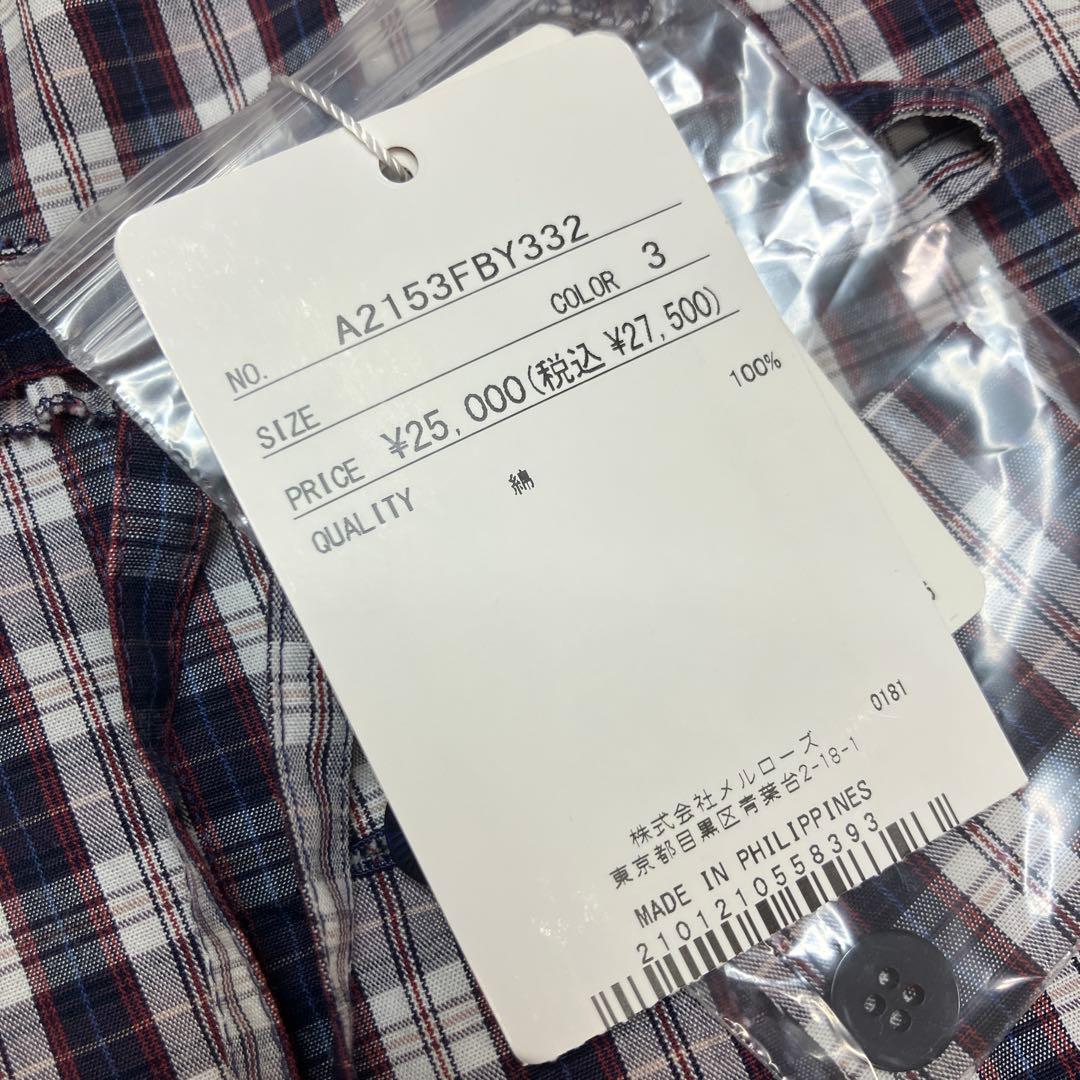 NO. A2153FBY332
SIZE COLOR 3
PRICE ¥25,000(税込 ¥27,500)
QUALITY 綿 100%
0181
株式会社メルローズ
東京都目黒区青葉台2-18-1
MADE IN PHILIPPINES
2101210558393